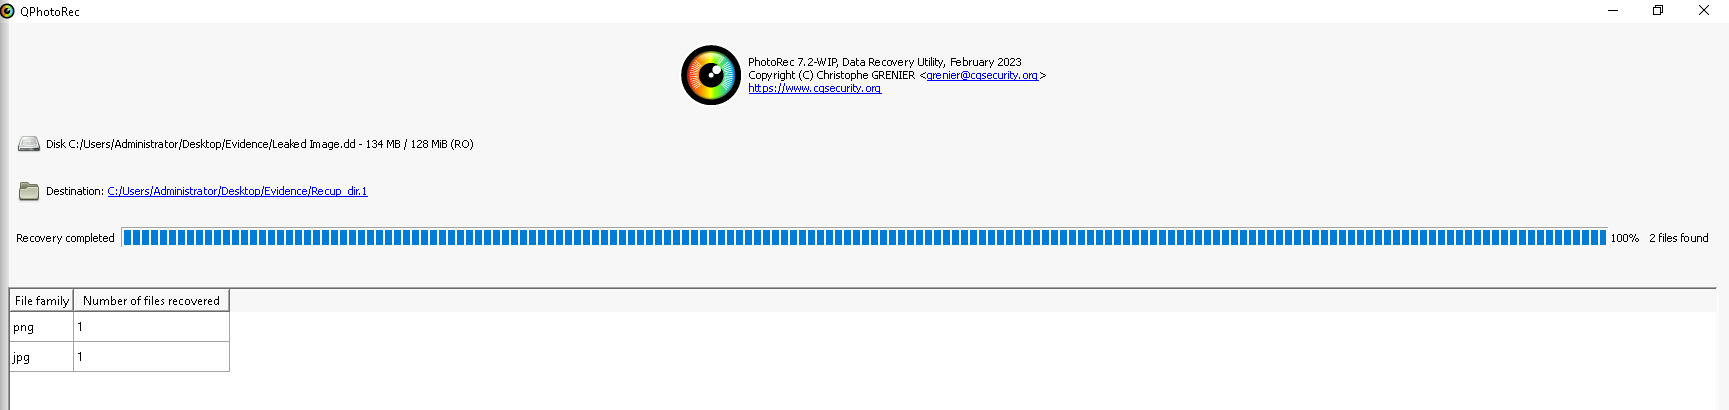 QPhotoRec
PhotoRec 7.2-WIP, Data Recovery Utility, February 2023
Copyright (C) Christophe GRENIER <grenier@cgsecurity.org>
https://www.cgsecurity.org
Disk C:/Users/Administrator/Desktop/Evidence/Leaked Image.dd - 134 MB / 128 MiB (RO)
Destination: C:/Users/Administrator/Desktop/Evidence/Recup_dir.1
Recovery completed 100% 2 files found
File family Number of files recovered
png 1
jpg 1